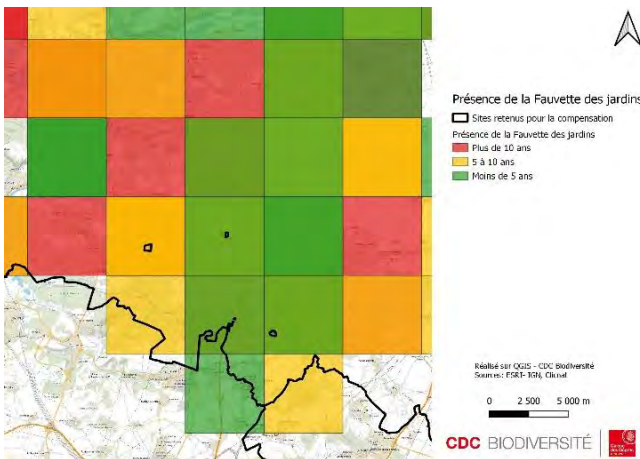 Présence de la Fauvette des jardins
Sites retenus pour la compensation
Présence de la Fauvette des jardins
Plus de 10 ans
5 à 10 ans
Moins de 5 ans
Réalisé sur QGIS - CDC Biodiversité
Sources: ESRI- IGN, Clicnat
0 2 500 5 000 m
CDC BIODIVERSITÉ